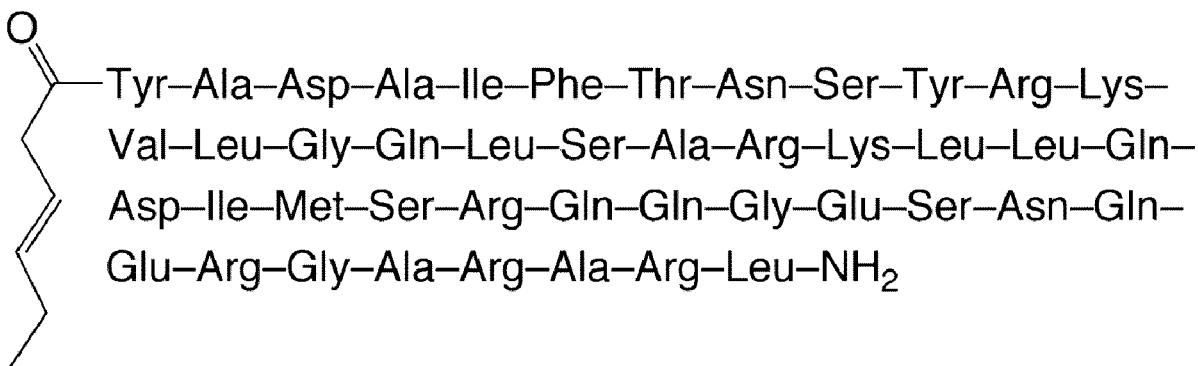 O
Tyr–Ala–Asp–Ala–Ile–Phe–Thr–Asn–Ser–Tyr–Arg–Lys–
Val–Leu–Gly–Gln–Leu–Ser–Ala–Arg–Lys–Leu–Leu–Gln–
Asp–Ile–Met–Ser–Arg–Gln–Gln–Gly–Glu–Ser–Asn–Gln–
Glu–Arg–Gly–Ala–Arg–Ala–Arg–Leu–NH₂